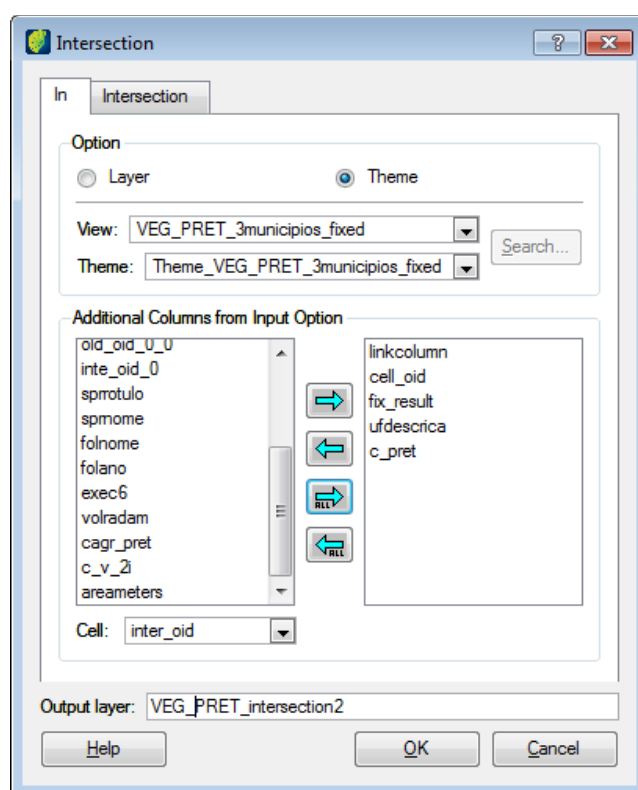 Intersection
In
Intersection
Option
Layer
Theme
View:
VEG_PRET_3municipios_fixed
Search...
Theme:
Theme_VEG_PRET_3municipios_fixed
Additional Columns from Input Option
old_oid_0_0
inte_oid_0
sprrotulo
sprnome
folnome
folano
exec6
volradam
cagr_pret
c_v_2i
areameters
ALL
ALL
linkcolumn
cell_oid
fix_result
ufdescrica
c_pret
Cell:
inter_oid
Output layer:
VEG_PRET_intersection2
Help
OK
Cancel